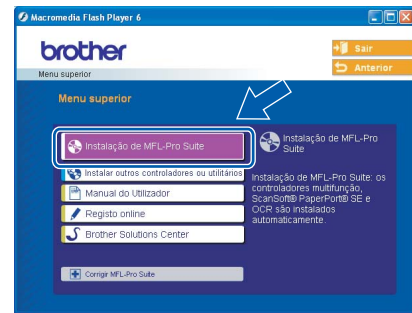 Macromedia Flash Player 6
brother
Sair
Anterior
Menu superior
Menu superior
Instalação de MFL-Pro Suite
Instalar outros controladores ou utilitários
Manual do Utilizador
Registo online
Brother Solutions Center
Corrigir MFL-Pro Suite
Instalação de MFL-Pro
Suite
Instalação de MFL-Pro Suite: os
controladores multifunção,
ScanSoft® PaperPort® SE e
OCR são instalados
automaticamente.